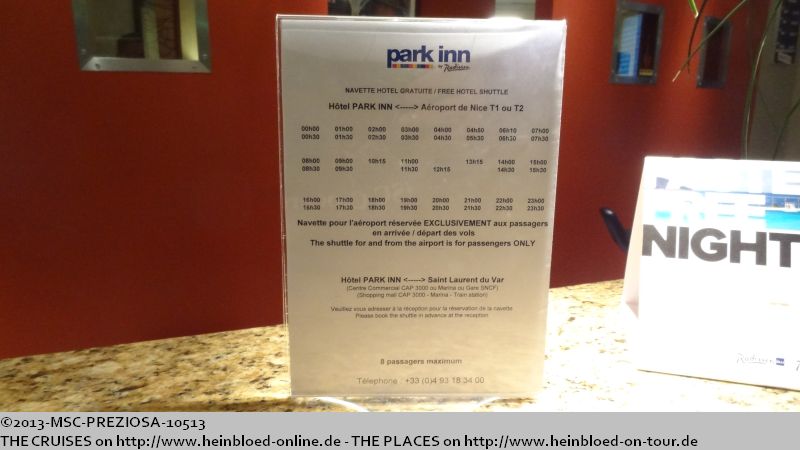 park inn
by Radisson
NAVETTE HOTEL GRATUITE / FREE HOTEL SHUTTLE
Hôtel PARK INN <-----> Aéroport de Nice T1 ou T2
00h00 01h00 02h00 03h00 04h00 04h50 06h10 07h00
00h30 01h30 02h30 03h30 04h30 05h30 06h30 07h30
08h00 09h00 10h15 11h00 13h15 14h00 15h00
08h30 09h30 11h30 12h15 14h30 15h30
16h00 17h00 18h00 19h00 20h00 21h00 22h00 23h00
16h30 17h30 18h30 19h30 20h30 21h30 22h30 23h30
Navette pour l'aéroport réservée EXCLUSIVEMENT aux passagers
en arrivée / départ des vols
The shuttle for and from the airport is for passengers ONLY
Hôtel PARK INN <-----> Saint Laurent du Var
(Centre Commercial CAP 3000 ou Marina ou Gare SNCF)
(Shopping mall CAP 3000 - Marina - Train station)
Veuillez vous adresser à la réception pour la réservation de la navette
Please book the shuttle in advance at the reception
8 passagers maximum
Télephone : +33 (0)4 93 18 34 00
NIGHT
Radisson
©2013-MSC-PREZIOSA-10513
THE CRUISES on http://www.heinbloed-online.de - THE PLACES on http://www.heinbloed-on-tour.de